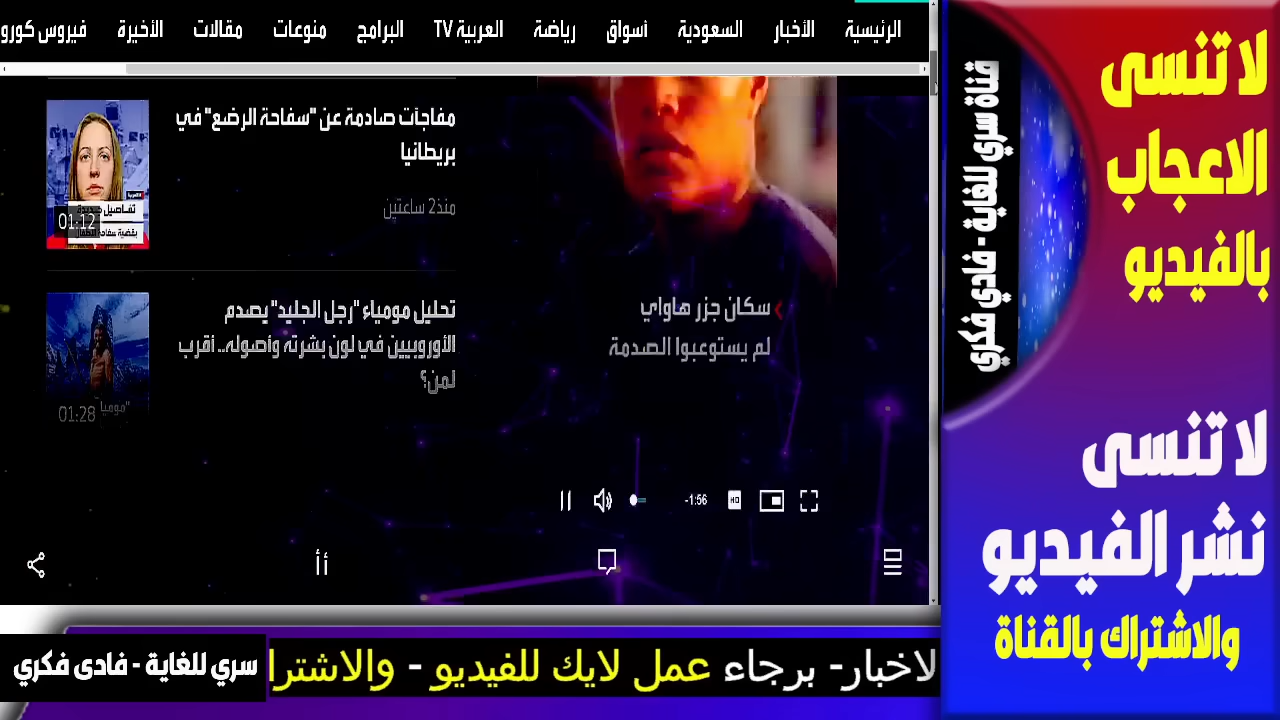 الرئيسية
الأخبار
السعودية
أسواق
رياضة
العربية TV
البرامج
منوعات
مقالات
الأخيرة
فيروس كورو
مفاجآت صادمة عن "سفاحة الرضع" في
بريطانيا
منذ2 ساعتين
01:12
تحليل مومياء "رجل الجليد" يصدم
الأوروبيين في لون بشرته وأصوله.. أقرب
لمن؟
"موميا
01:28
سكان جزر هاواي
لم يستوعبوا الصدمة
-1:56
HD
أأ
لا تنسى
الاعجاب
بالفيديو
قناة سري للغاية - فادي فكري
لا تنسى
نشر الفيديو
والاشتراك بالقناة
لاخبار- برجاء عمل لايك للفيديو - والاشترا
سري للغاية - فادى فكري